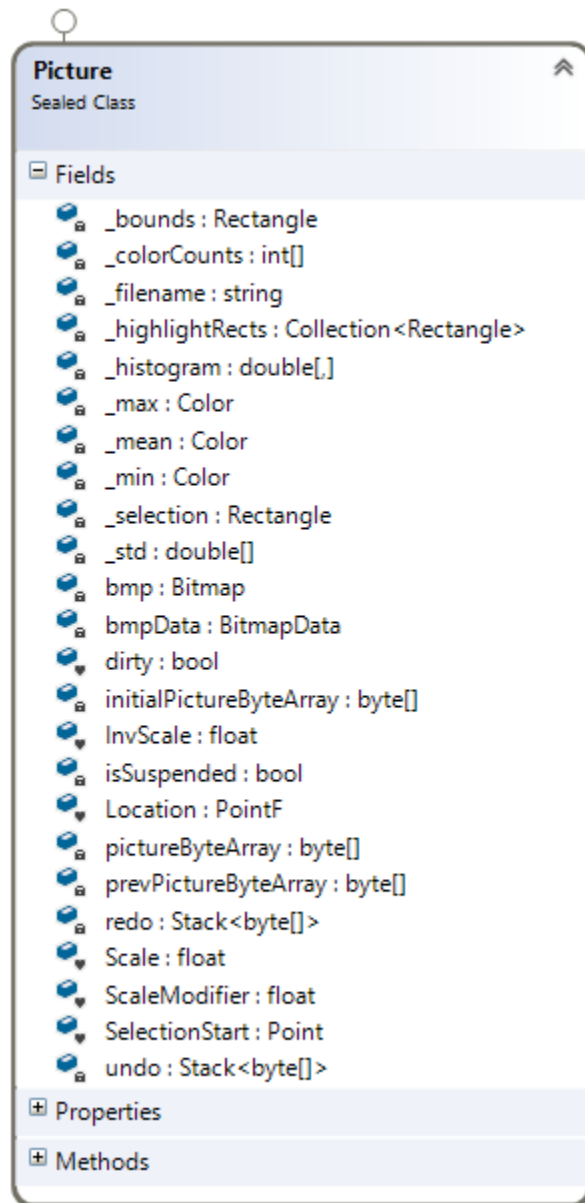 Picture
Sealed Class
Fields
_bounds : Rectangle
_colorCounts : int[]
_filename : string
_highlightRects : Collection<Rectangle>
_histogram : double[,]
_max : Color
_mean : Color
_min : Color
_selection : Rectangle
_std : double[]
bmp : Bitmap
bmpData : BitmapData
dirty : bool
initialPictureByteArray : byte[]
InvScale : float
isSuspended : bool
Location : PointF
pictureByteArray : byte[]
prevPictureByteArray : byte[]
redo : Stack<byte[]>
Scale : float
ScaleModifier : float
SelectionStart : Point
undo : Stack<byte[]>
Properties
Methods